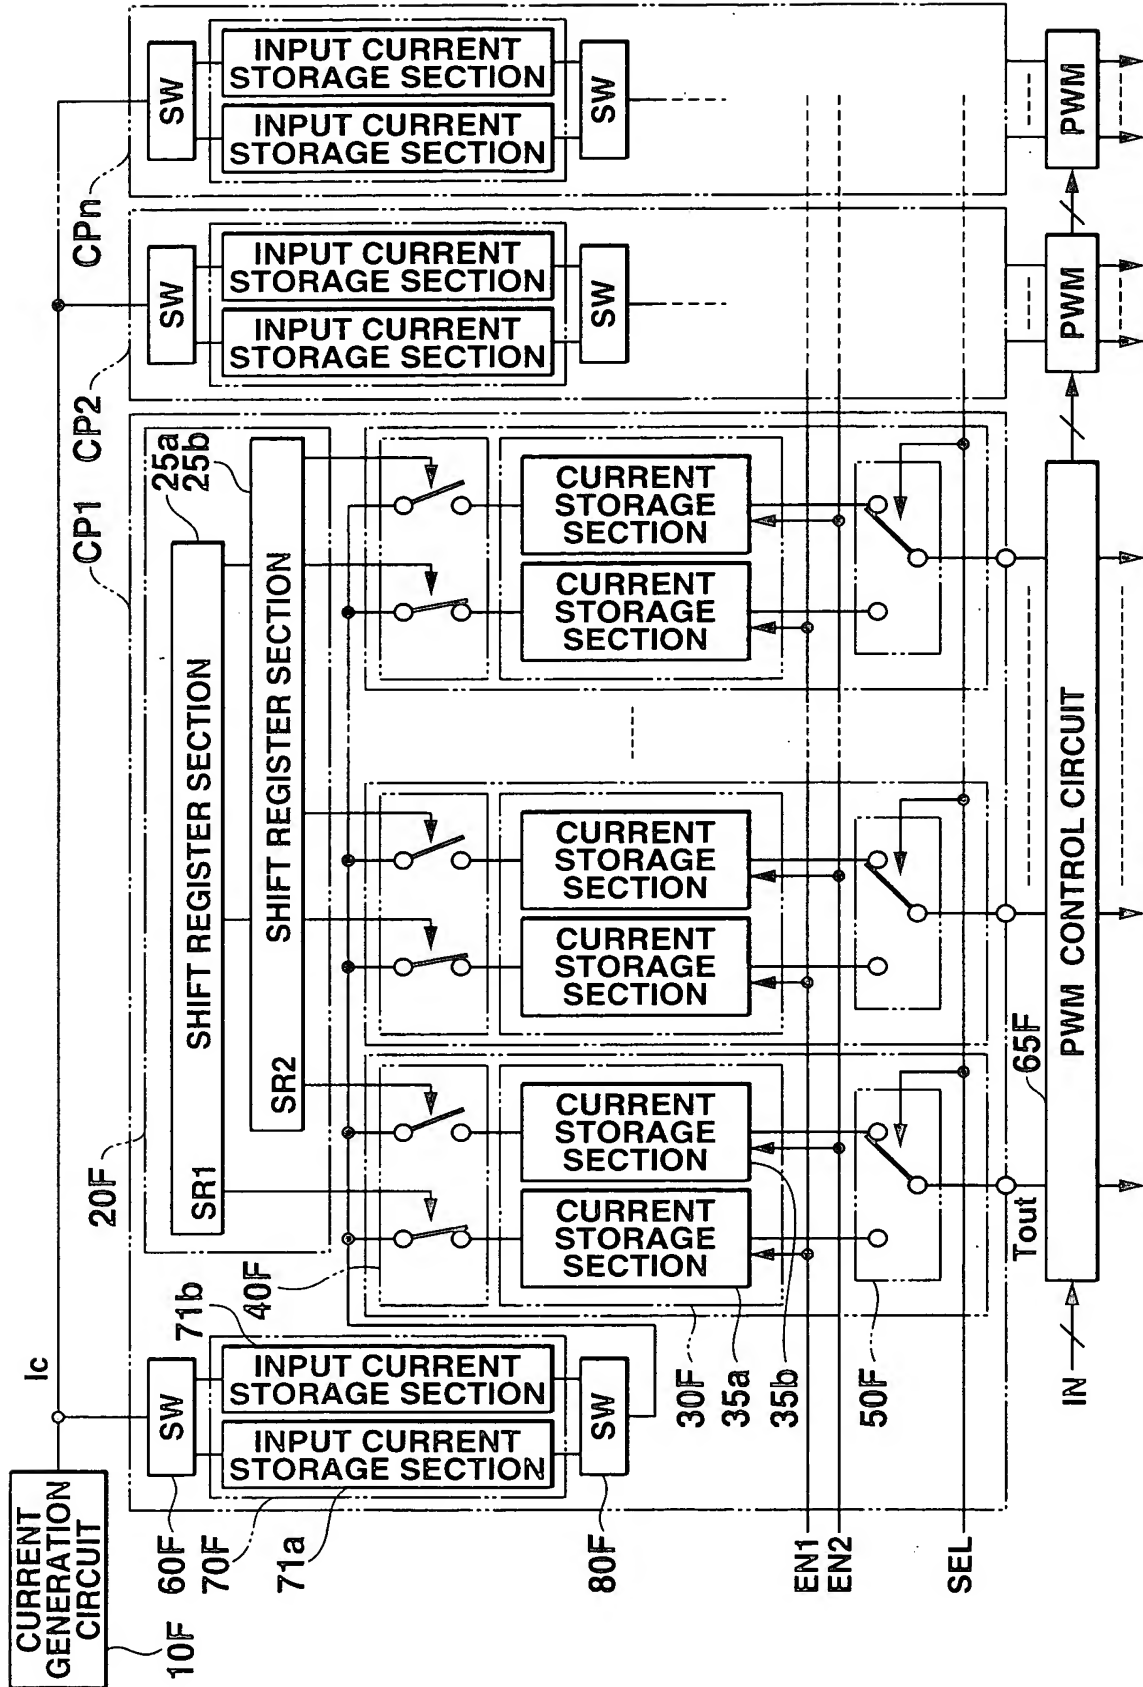 CURRENT
GENERATION
CIRCUIT
10F
Ic
CP1
CP2
CPn
60F
70F
71a
71b
80F
SW
INPUT CURRENT
STORAGE SECTION
INPUT CURRENT
STORAGE SECTION
SW
SW
INPUT CURRENT
STORAGE SECTION
INPUT CURRENT
STORAGE SECTION
SW
SW
INPUT CURRENT
STORAGE SECTION
INPUT CURRENT
STORAGE SECTION
SW
20F
25a
25b
SR1
SHIFT REGISTER SECTION
SR2
SHIFT REGISTER SECTION
40F
CURRENT
STORAGE
SECTION
CURRENT
STORAGE
SECTION
CURRENT
STORAGE
SECTION
CURRENT
STORAGE
SECTION
CURRENT
STORAGE
SECTION
CURRENT
STORAGE
SECTION
30F
35a
35b
50F
EN1
EN2
SEL
Tout
65F
IN
PWM CONTROL CIRCUIT
PWM
PWM